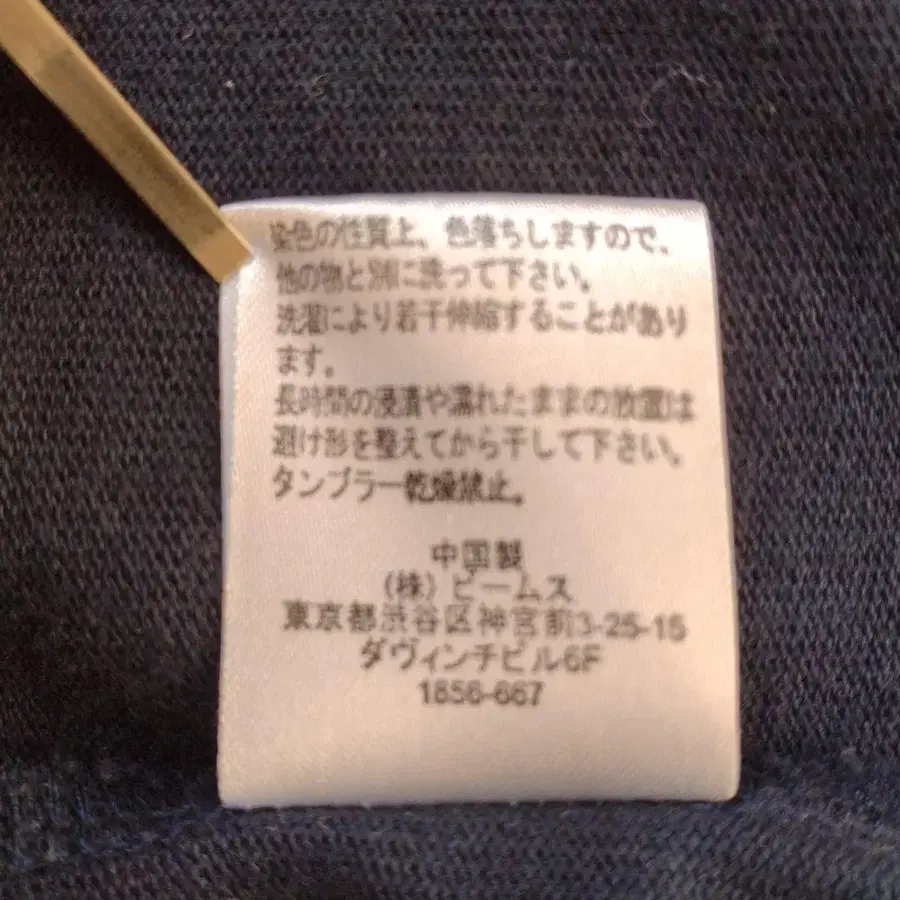 染色の性質上、色落ちしますので、
他の物と別に洗って下さい。
洗濯により若干伸縮することがあり
ます。
長時間の浸漬や濡れたままの放置は
避け形を整えてから干して下さい。
タンブラー乾燥禁止。
中国製
(株) ビームス
東京都渋谷区神宮前3-25-15
ダヴィンチビル6F
1856-667